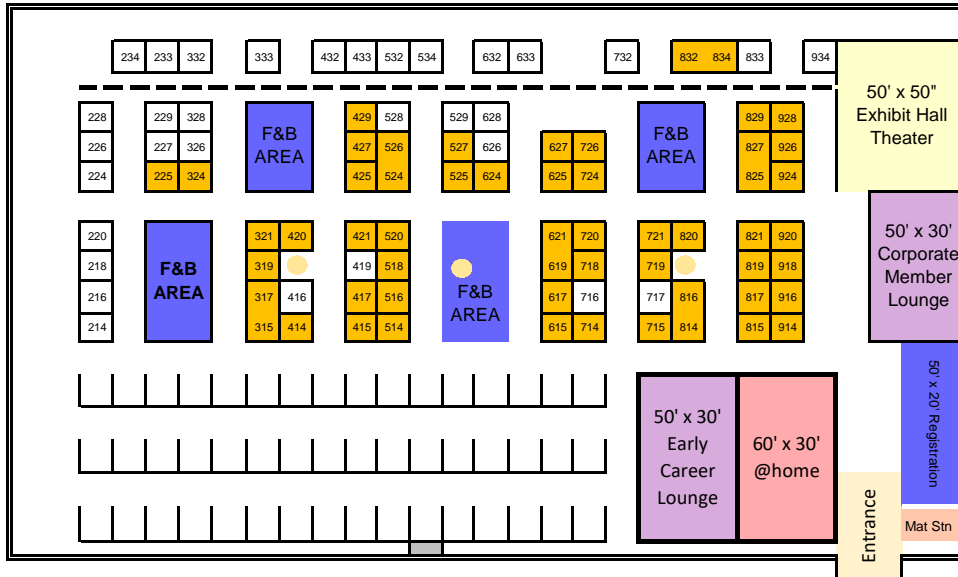 234 233 332 333 432 433 532 534 632 633 732 832 834 833 934
50' x 50"
Exhibit Hall
Theater
228 229 328 F&B
AREA 429 528 529 628 F&B
AREA 829 928
226 227 326 427 526 527 626 627 726 827 926
224 225 324 425 524 525 624 625 724 825 924
220 F&B
AREA 321 420 421 520 F&B
AREA 621 720 721 820 821 920
218 319 419 518 619 718 719 819 918
216 317 416 417 516 617 716 717 816 817 916
214 315 414 415 514 615 714 715 814 815 914
50' x 30'
Corporate
Member
Lounge
50' x 20' Registration
50' x 30'
Early
Career
Lounge
60' x 30'
@home
Entrance
Mat Stn